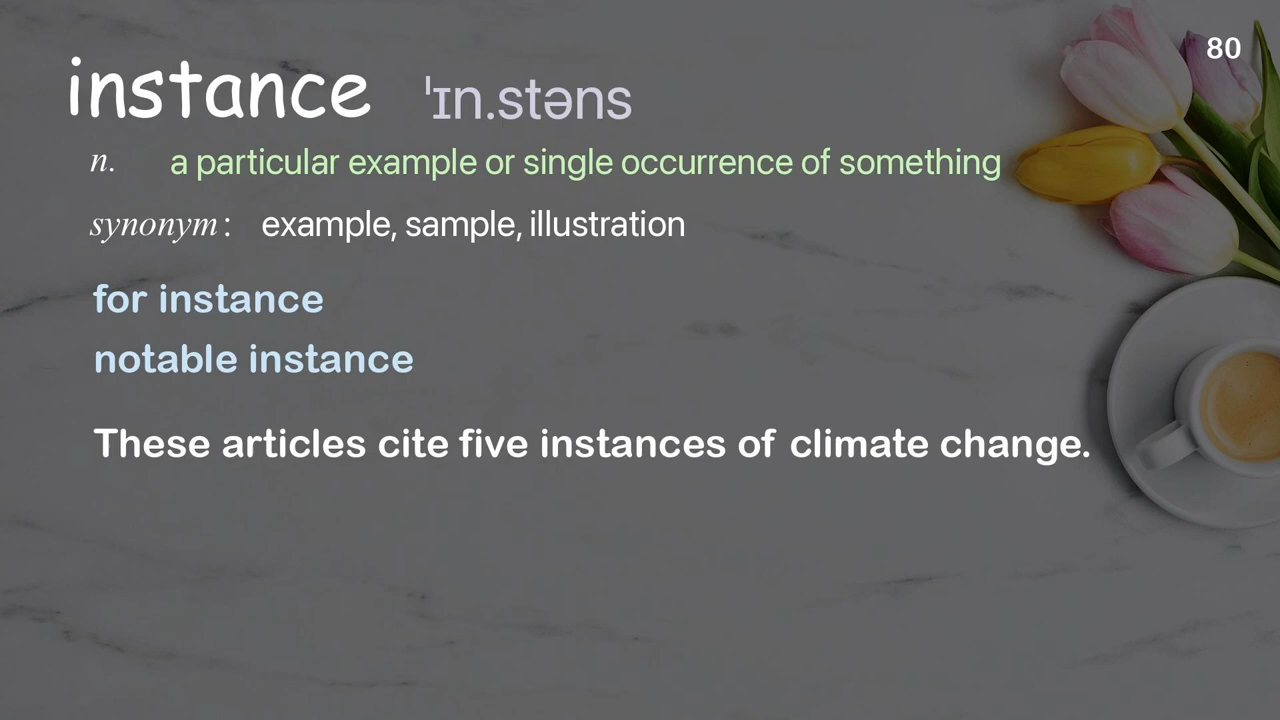 80
instance ˈɪn.stəns
n. a particular example or single occurrence of something
synonym: example, sample, illustration
for instance
notable instance
These articles cite five instances of climate change.